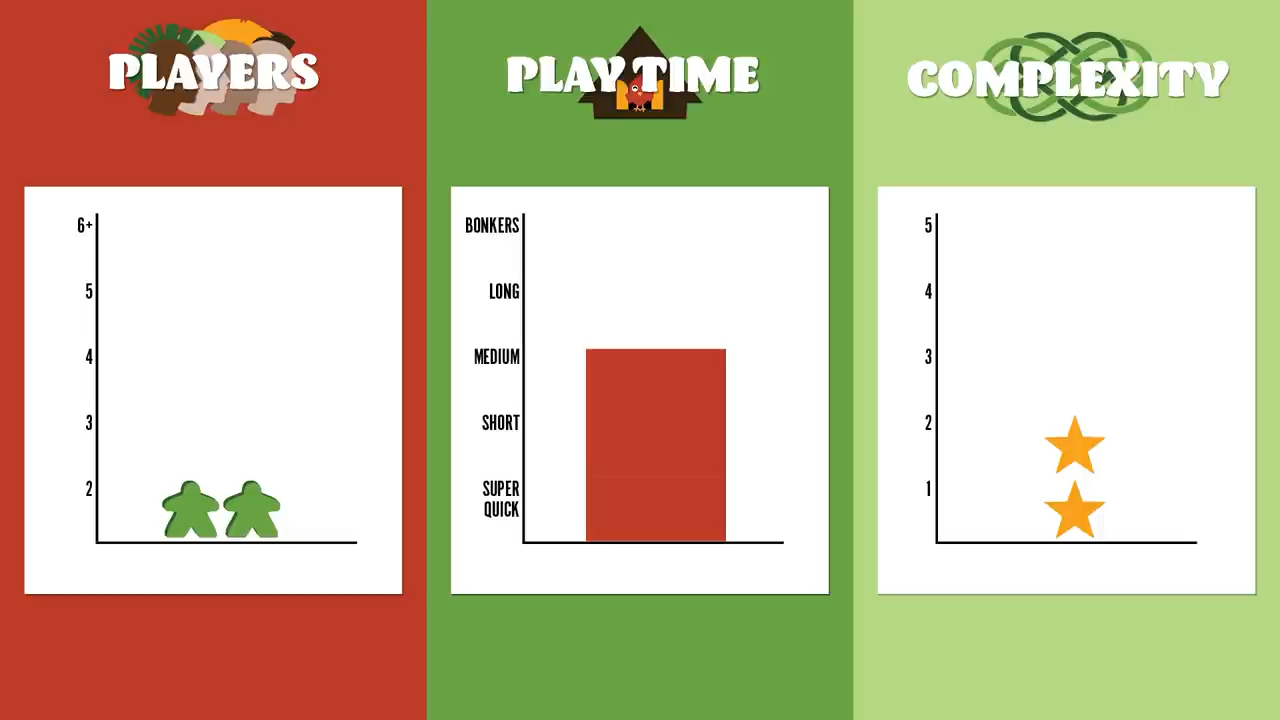 PLAYERS
6+
5
4
3
2
PLAY TIME
BONKERS
LONG
MEDIUM
SHORT
SUPER
QUICK
COMPLEXITY
5
4
3
2
1